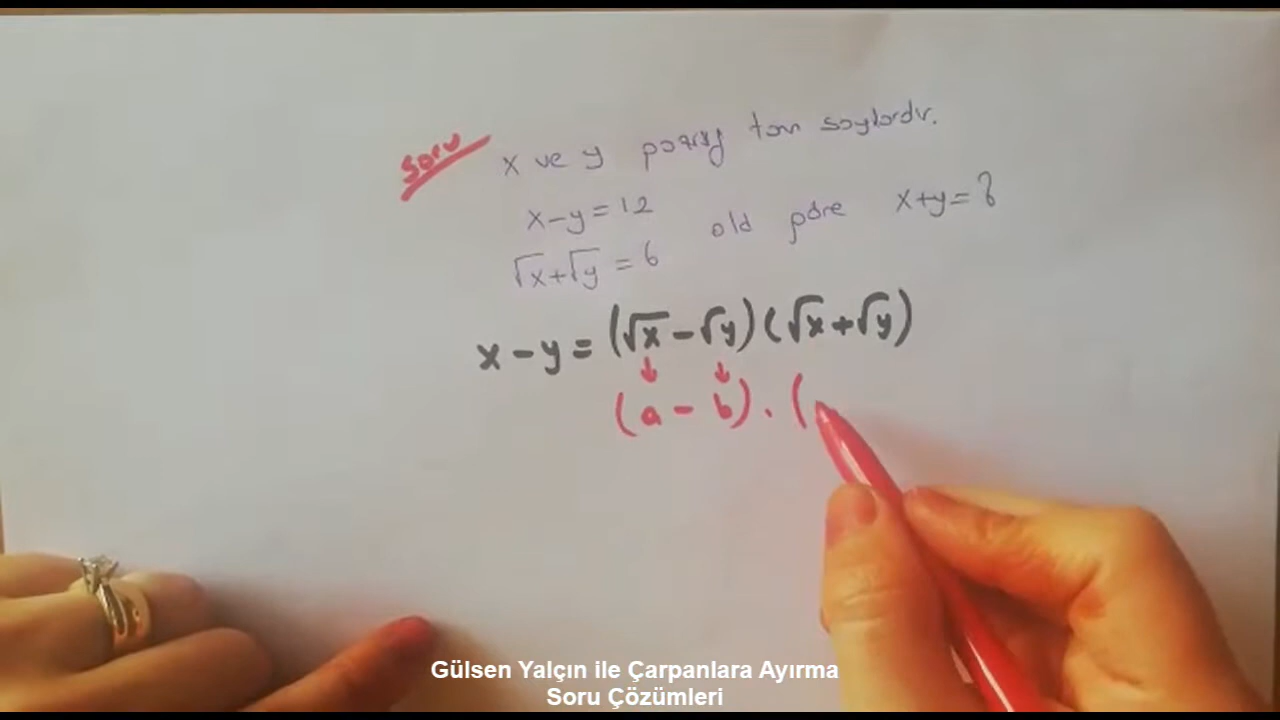 Soru
x ve y pozitif tam sayılardır.
x-y=12
√x+√y=6 old göre x+y=?
x-y=(√x-√y)(√x+√y)
(a-b).(
Gülsen Yalçın ile Çarpanlara Ayırma
Soru Çözümleri